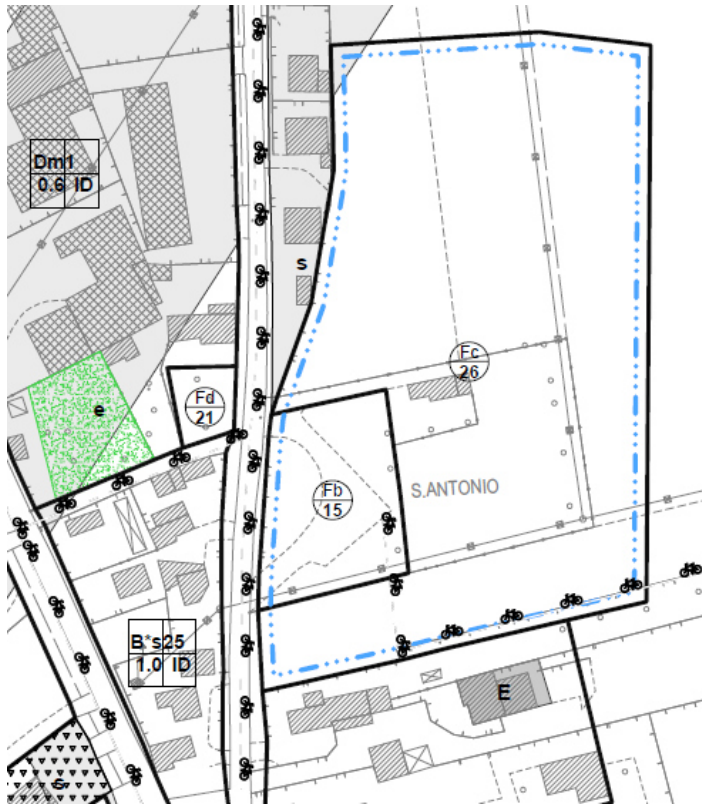 Dm1
0.6 ID
s
Fc
26
Fd
21
e
Fb
15
S.ANTONIO
B*s25
1.0 ID
E
s